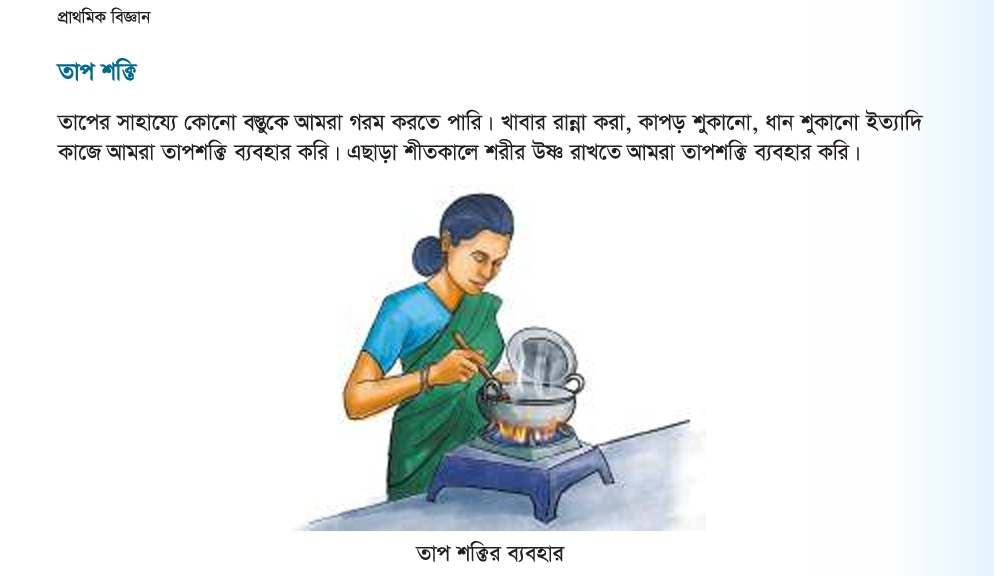 প্রাথমিক বিজ্ঞান
তাপ শক্তি
তাপের সাহায্যে কোনো বস্তুকে আমরা গরম করতে পারি। খাবার রান্না করা, কাপড় শুকানো, ধান শুকানো ইত্যাদি
কাজে আমরা তাপশক্তি ব্যবহার করি। এছাড়া শীতকালে শরীর উষ্ণ রাখতে আমরা তাপশক্তি ব্যবহার করি।
তাপ শক্তির ব্যবহার